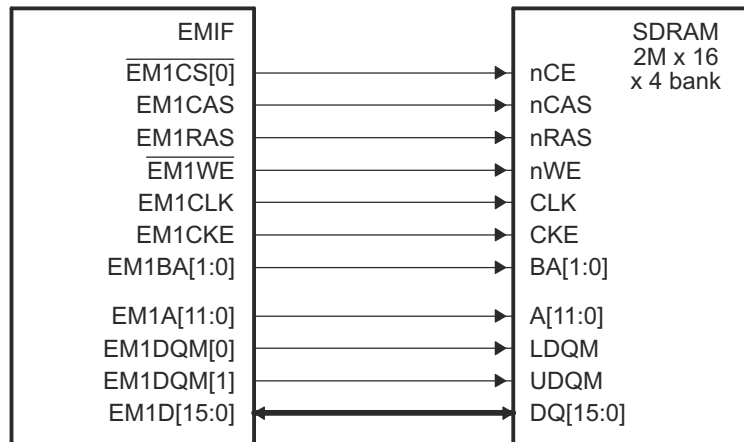 EMIF
SDRAM
2M x 16
x 4 bank
EM1CS[0]
nCE
EM1CAS
nCAS
EM1RAS
nRAS
EM1WE
nWE
EM1CLK
CLK
EM1CKE
CKE
EM1BA[1:0]
BA[1:0]
EM1A[11:0]
A[11:0]
EM1DQM[0]
LDQM
EM1DQM[1]
UDQM
EM1D[15:0]
DQ[15:0]